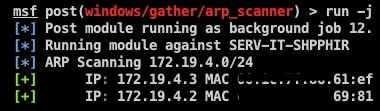 msf post(windows/gather/arp_scanner) > run -j
[*] Post module running as background job 12.
[*] Running module against SERV-IT-SHPPHIR
[*] ARP Scanning 172.19.4.0/24
[+] IP: 172.19.4.3 MAC 61:ef
[+] IP: 172.19.4.2 MAC 69:81